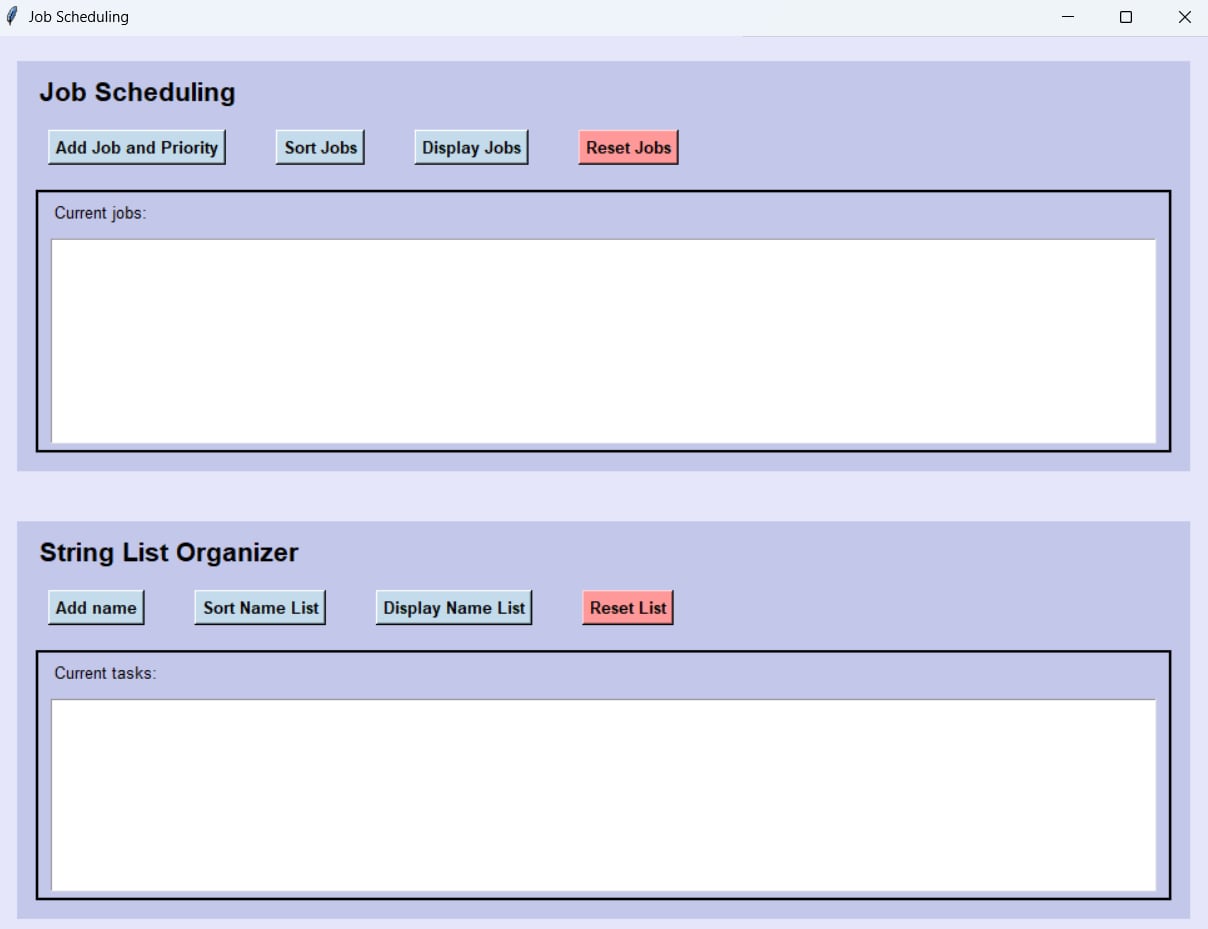 Job Scheduling
Job Scheduling
Add Job and Priority Sort Jobs Display Jobs Reset Jobs
Current jobs:
String List Organizer
Add name Sort Name List Display Name List Reset List
Current tasks: